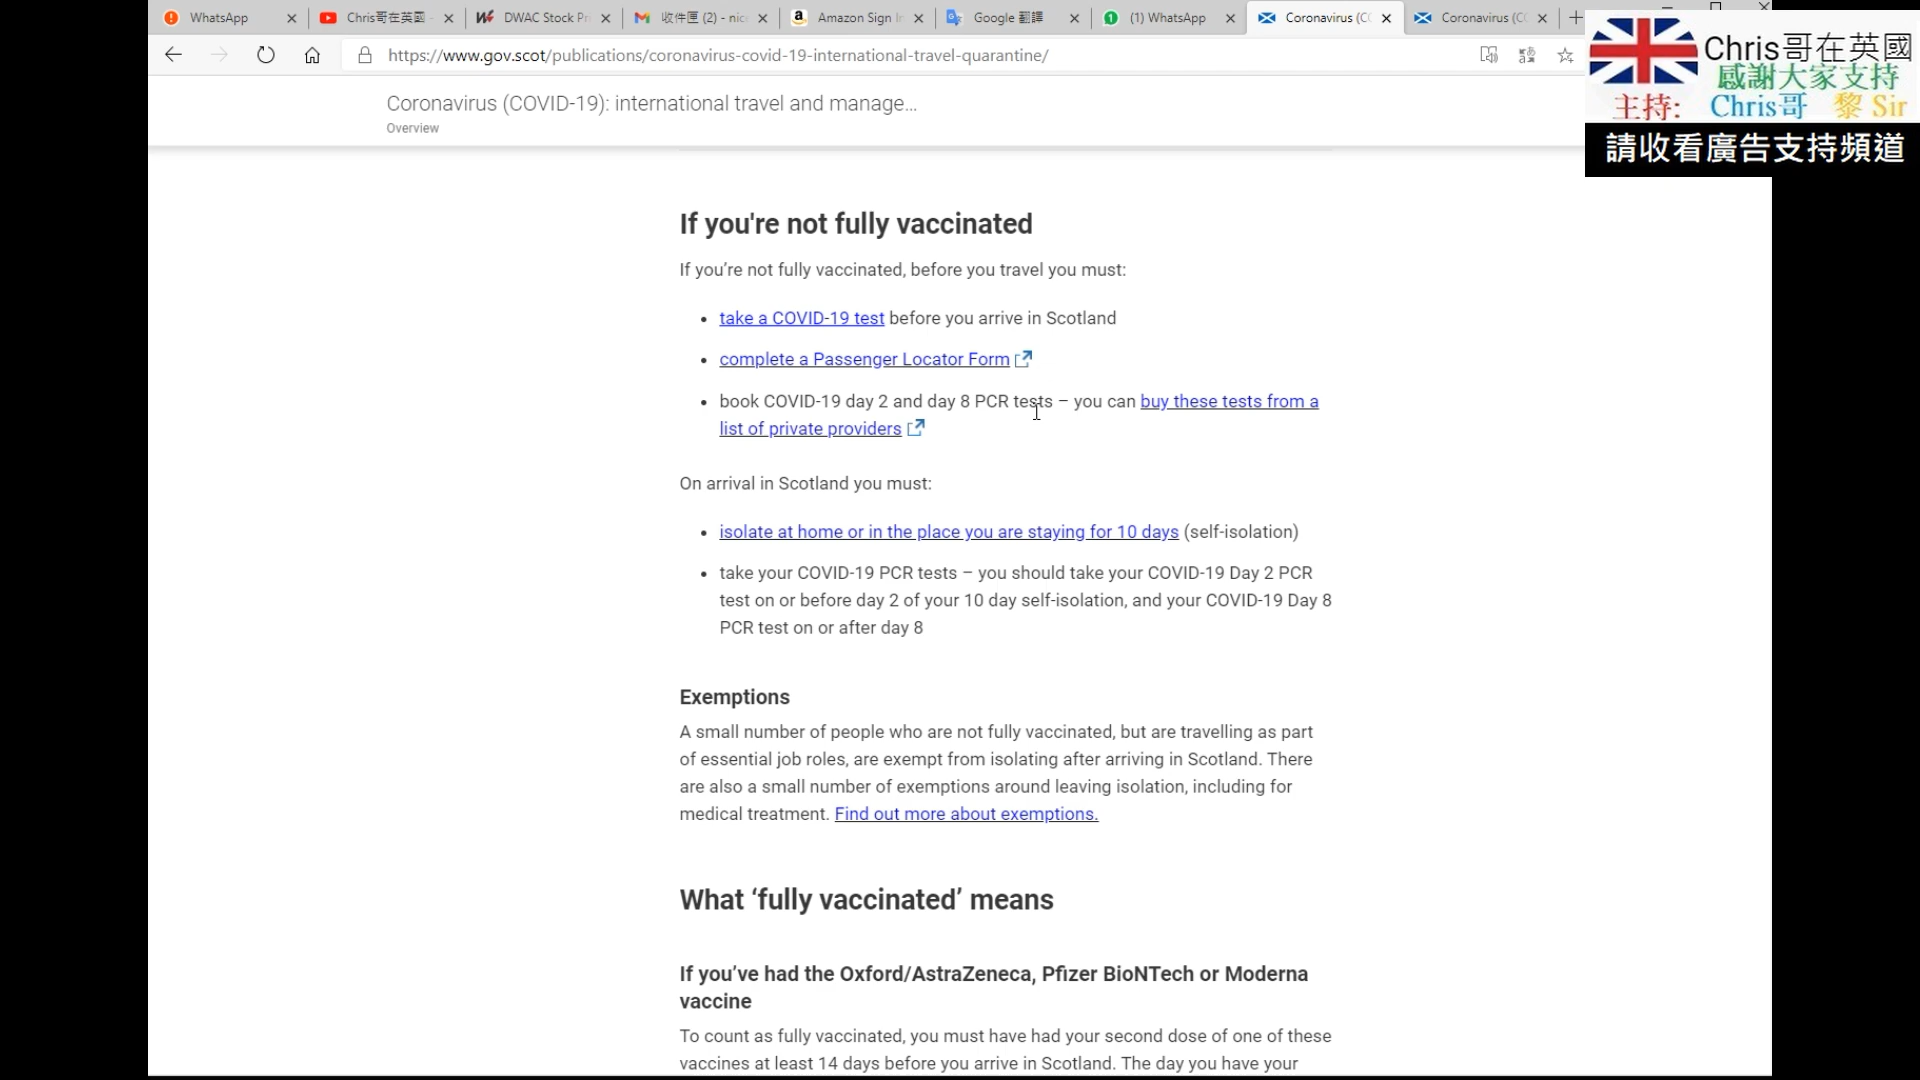 WhatsApp
Chris哥在英國
DWAC Stock Pr
收件匣 (2) - nic
Amazon Sign In
Google 翻譯
(1) WhatsApp
Coronavirus (CO
Coronavirus (CO
https://www.gov.scot/publications/coronavirus-covid-19-international-travel-quarantine/
Chris哥在英國
感謝大家支持
主持: Chris哥 黎 Sir
請收看廣告支持頻道
Coronavirus (COVID-19): international travel and manage...
Overview
If you're not fully vaccinated
If you’re not fully vaccinated, before you travel you must:
• take a COVID-19 test before you arrive in Scotland
• complete a Passenger Locator Form
• book COVID-19 day 2 and day 8 PCR tests – you can buy these tests from a
list of private providers
On arrival in Scotland you must:
• isolate at home or in the place you are staying for 10 days (self-isolation)
• take your COVID-19 PCR tests – you should take your COVID-19 Day 2 PCR
test on or before day 2 of your 10 day self-isolation, and your COVID-19 Day 8
PCR test on or after day 8
Exemptions
A small number of people who are not fully vaccinated, but are travelling as part
of essential job roles, are exempt from isolating after arriving in Scotland. There
are also a small number of exemptions around leaving isolation, including for
medical treatment. Find out more about exemptions.
What ‘fully vaccinated’ means
If you’ve had the Oxford/AstraZeneca, Pfizer BioNTech or Moderna
vaccine
To count as fully vaccinated, you must have had your second dose of one of these
vaccines at least 14 days before you arrive in Scotland. The day you have your